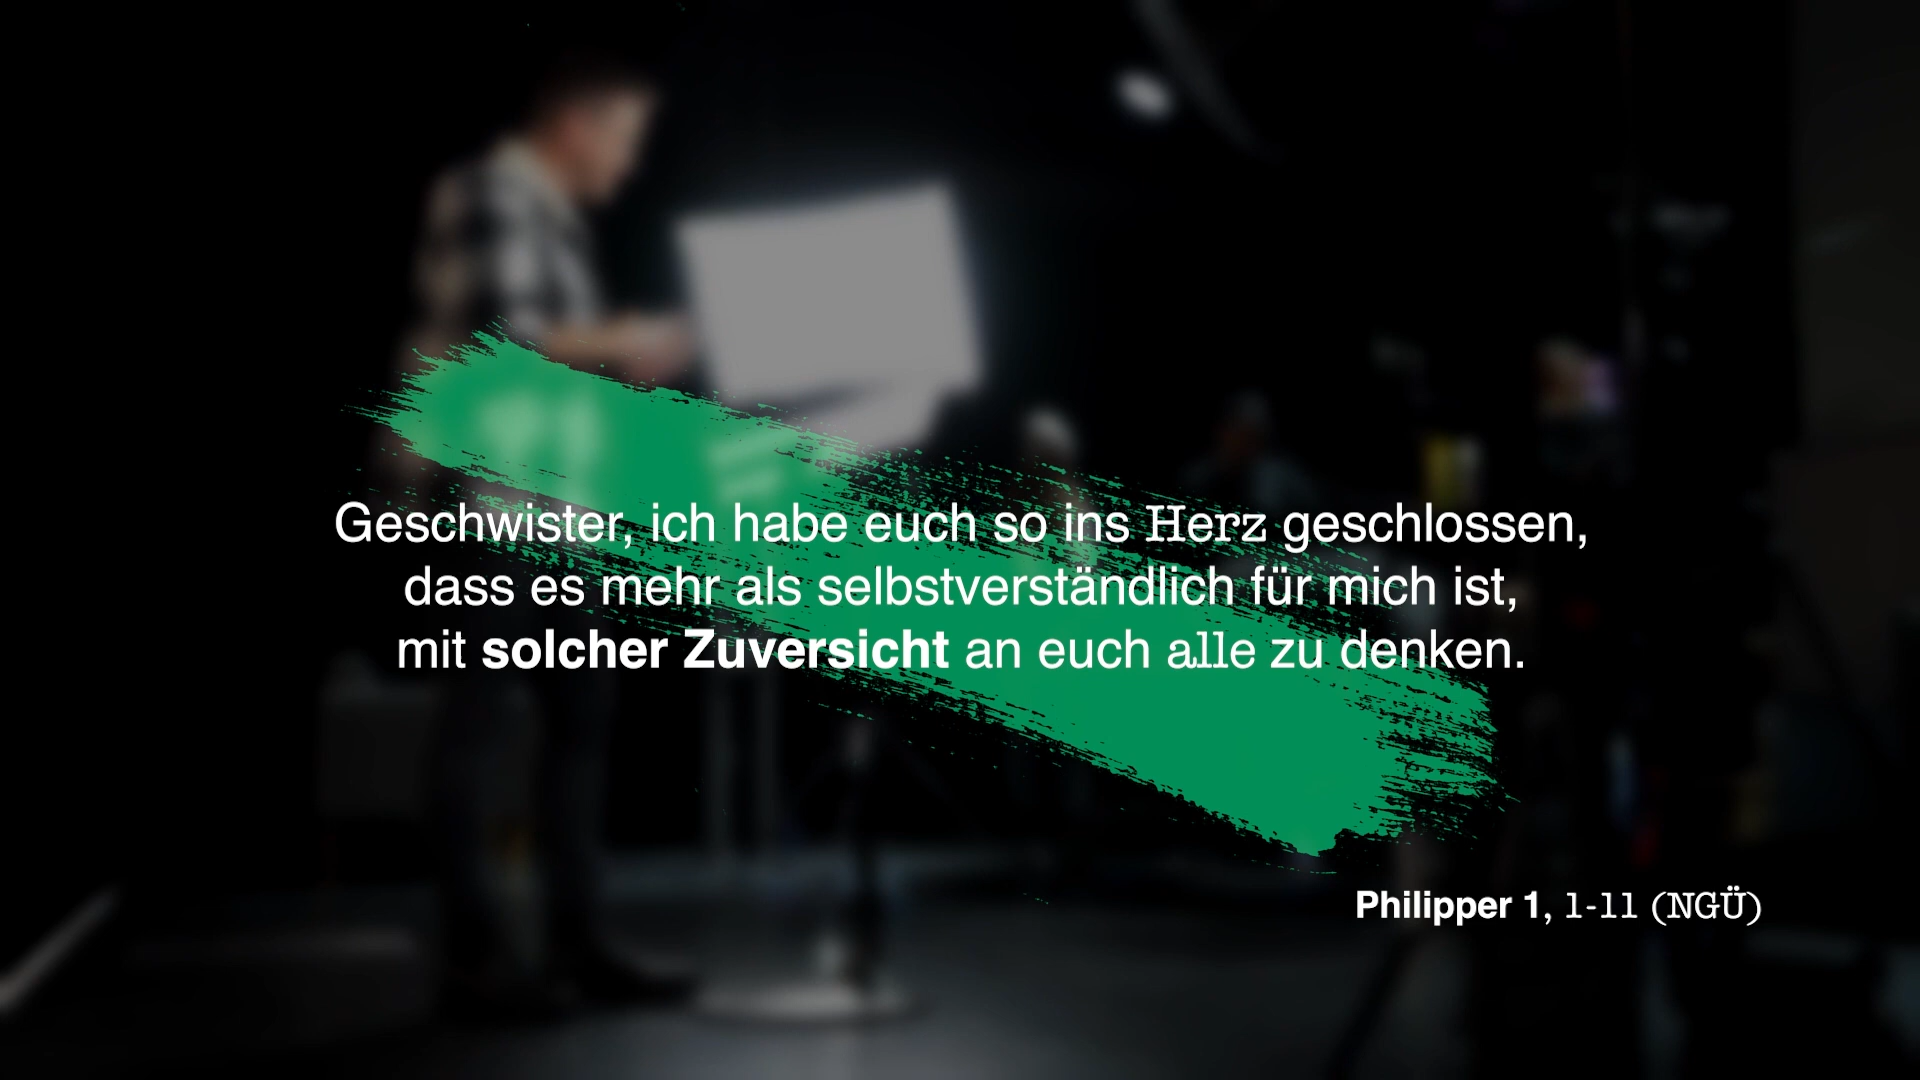 Geschwister, ich habe euch so ins Herz geschlossen,
dass es mehr als selbstverständlich für mich ist,
mit solcher Zuversicht an euch alle zu denken.
Philipper 1, 1-11 (NGÜ)